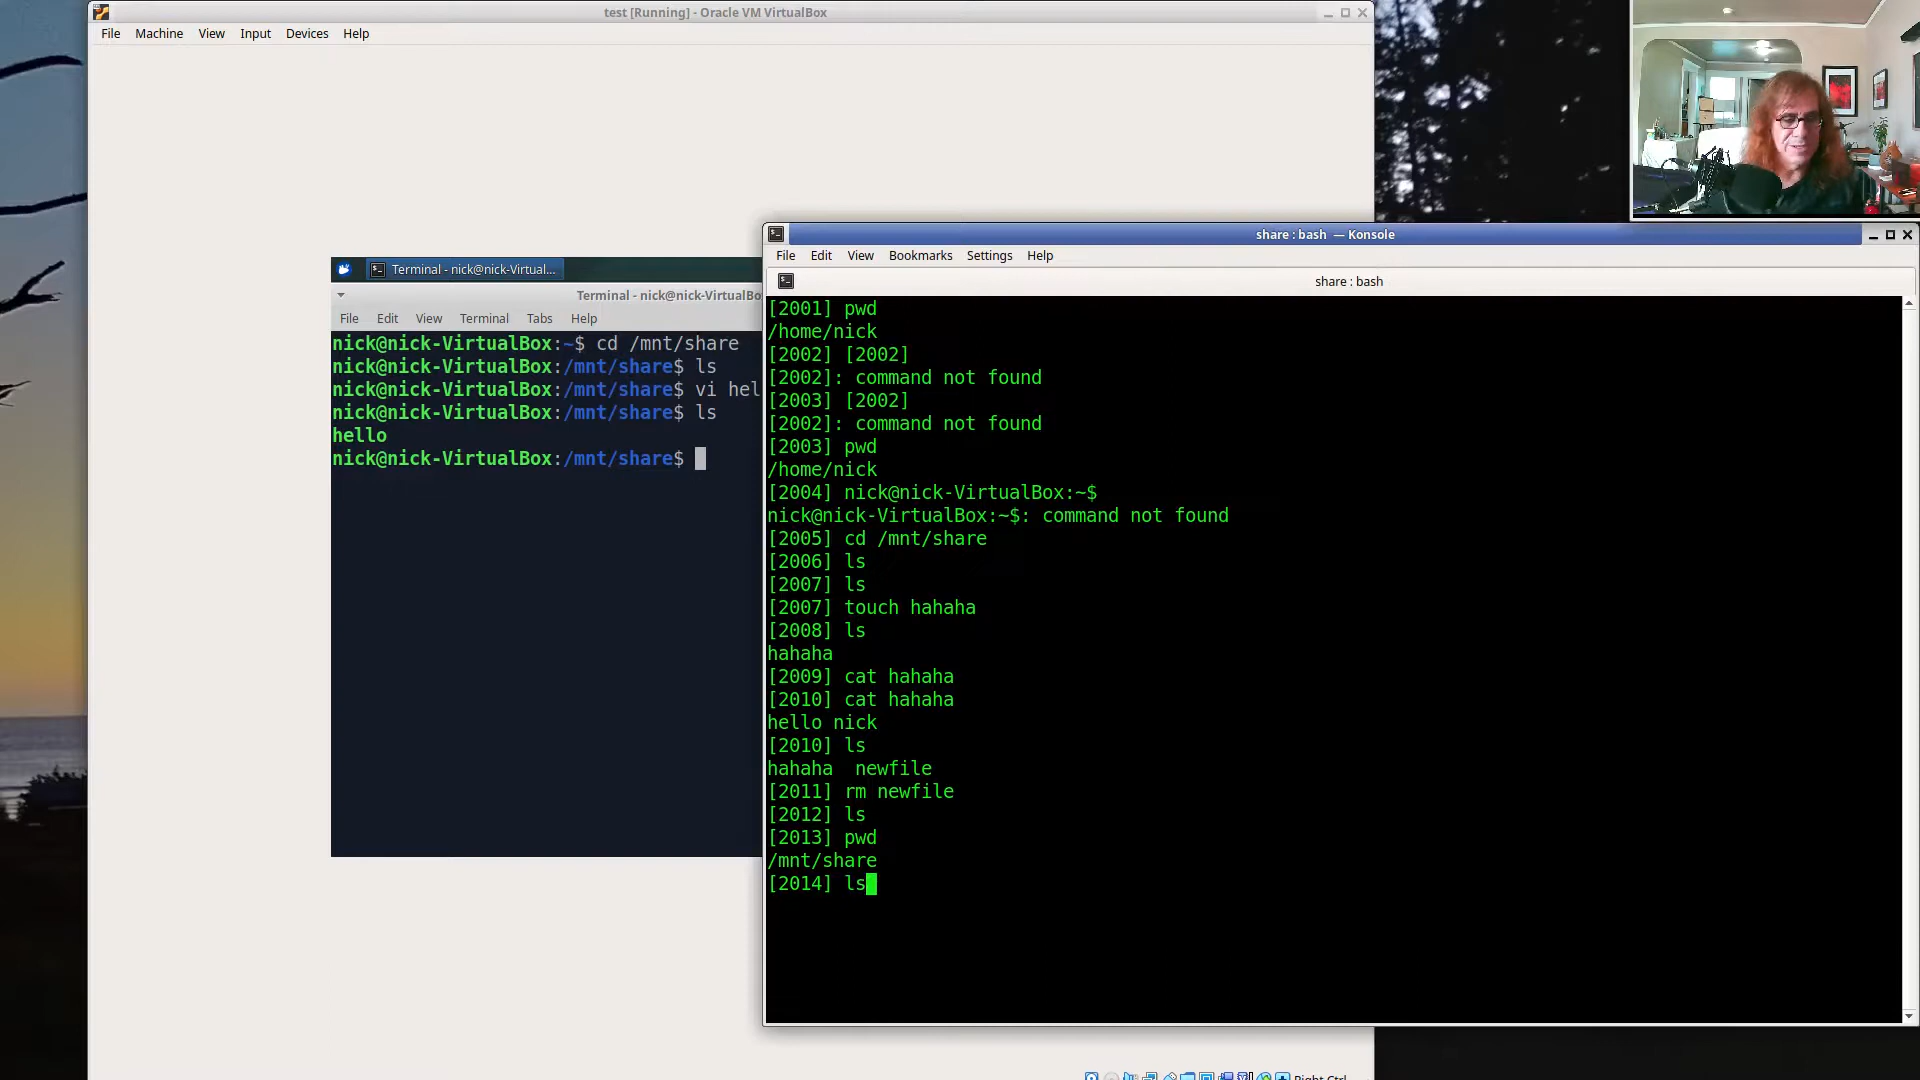 test [Running] - Oracle VM VirtualBox
File Machine View Input Devices Help
Terminal - nick@nick-Virtual...
Terminal - nick@nick-VirtualBo
File Edit View Terminal Tabs Help
nick@nick-VirtualBox:~$ cd /mnt/share
nick@nick-VirtualBox:/mnt/share$ ls
nick@nick-VirtualBox:/mnt/share$ vi hel
nick@nick-VirtualBox:/mnt/share$ ls
hello
nick@nick-VirtualBox:/mnt/share$
share : bash — Konsole
File Edit View Bookmarks Settings Help
share : bash
[2001] pwd
/home/nick
[2002] [2002]
[2002]: command not found
[2003] [2002]
[2002]: command not found
[2003] pwd
/home/nick
[2004] nick@nick-VirtualBox:~$
nick@nick-VirtualBox:~$: command not found
[2005] cd /mnt/share
[2006] ls
[2007] ls
[2007] touch hahaha
[2008] ls
hahaha
[2009] cat hahaha
[2010] cat hahaha
hello nick
[2010] ls
hahaha  newfile
[2011] rm newfile
[2012] ls
[2013] pwd
/mnt/share
[2014] ls
Right Ctrl